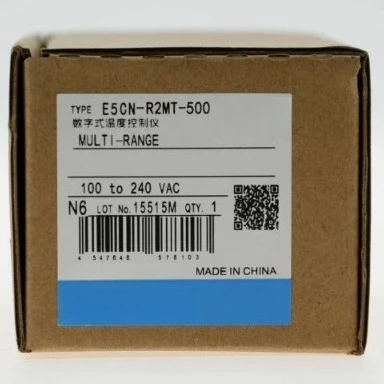 TYPE E5CN-R2MT-500
数字式温度控制仪
MULTI-RANGE
100 to 240 VAC
N6 LOT No. 15515M QTY. 1
4 547648 576103
MADE IN CHINA